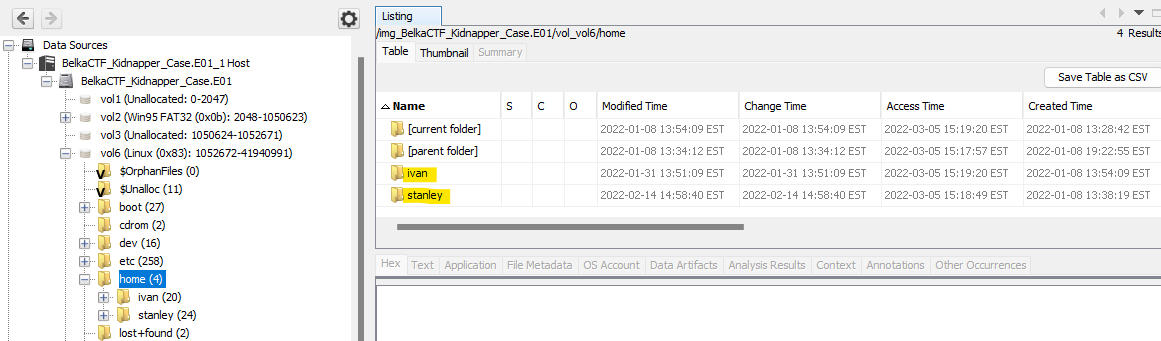 Data Sources
BelkaCTF_Kidnapper_Case.E01_1 Host
BelkaCTF_Kidnapper_Case.E01
vol1 (Unallocated: 0-2047)
vol2 (Win95 FAT32 (0x0b): 2048-1050623)
vol3 (Unallocated: 1050624-1052671)
vol6 (Linux (0x83): 1052672-41940991)
$OrphanFiles (0)
$Unalloc (11)
boot (27)
cdrom (2)
dev (16)
etc (258)
home (4)
ivan (20)
stanley (24)
lost+found (2)
Listing
/img_BelkaCTF_Kidnapper_Case.E01/vol_vol6/home
4 Results
Table Thumbnail Summary
Save Table as CSV
Name S C O Modified Time Change Time Access Time Created Time
[current folder] 2022-01-08 13:54:09 EST 2022-01-08 13:54:09 EST 2022-03-05 15:19:20 EST 2022-01-08 13:28:42 EST
[parent folder] 2022-01-08 13:34:12 EST 2022-01-08 13:34:12 EST 2022-03-05 15:17:57 EST 2022-01-08 19:22:55 EST
ivan 2022-01-31 13:51:09 EST 2022-01-31 13:51:09 EST 2022-03-05 15:19:20 EST 2022-01-08 13:54:09 EST
stanley 2022-02-14 14:58:40 EST 2022-02-14 14:58:40 EST 2022-03-05 15:18:49 EST 2022-01-08 13:38:19 EST
Hex Text Application File Metadata OS Account Data Artifacts Analysis Results Context Annotations Other Occurrences